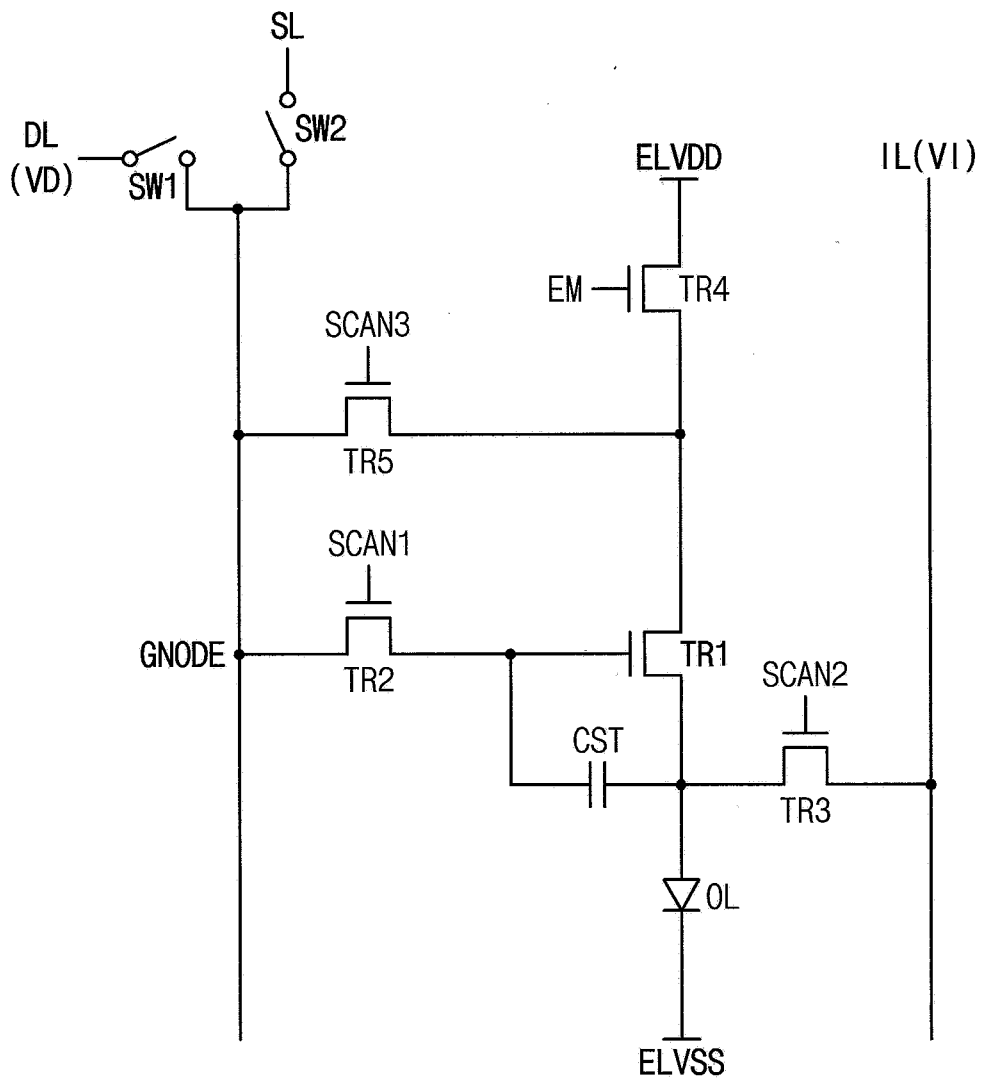 SL
SW2
DL
(VD)
SW1
ELVDD
IL(VI)
EM
TR4
SCAN3
TR5
SCAN1
GNODE
TR2
TR1
SCAN2
CST
TR3
OL
ELVSS